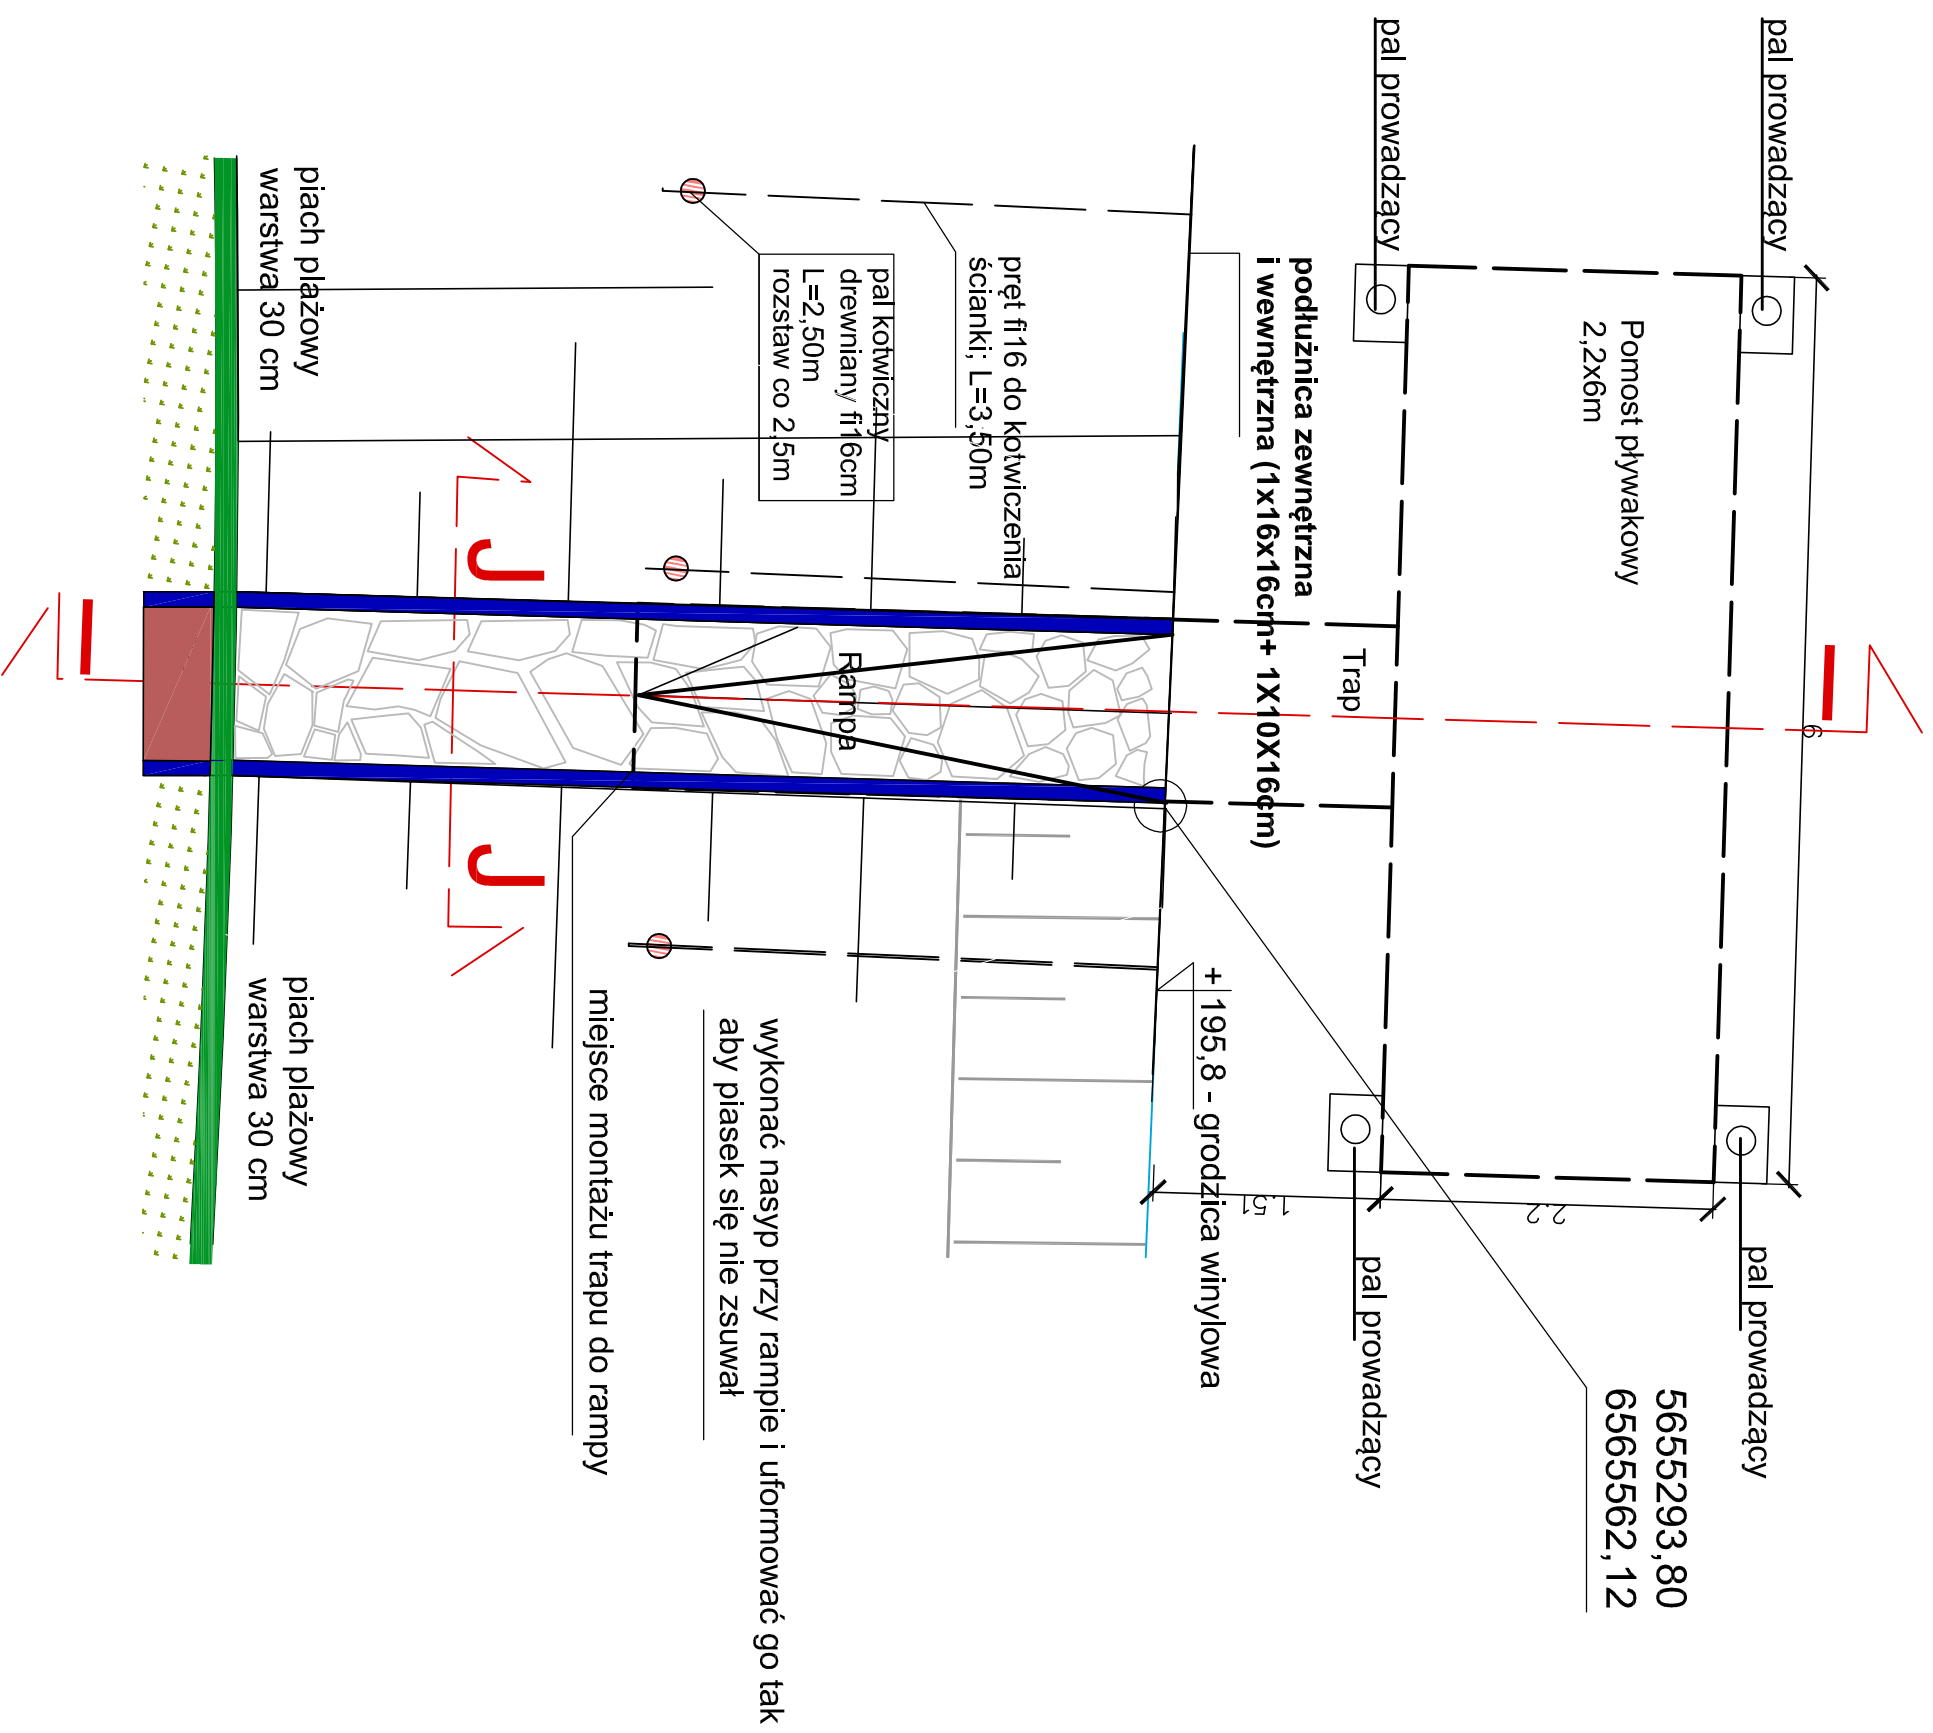 pal prowadzący
pal prowadzący
6
Pomost pływakowy
2,2x6m
I
Trap
podłużnica zewnętrzna
i wewnętrzna (1x16x16cm+ 1X10X16cm)
pręt fi16 do kotwiczenia
ścianki; L=3,50m
pal kotwiczny
drewniany fi16cm
L=2,50m
rozstaw co 2,5m
Rampa
J
J
I
piach plażowy
warstwa 30 cm
piach plażowy
warstwa 30 cm
+ 195,8 - grodzica winylowa
1.51
2.2
wykonać nasyp przy rampie i uformować go tak
aby piasek się nie zsuwał
miejsce montażu trapu do rampy
pal prowadzący
pal prowadzący
5655293,80
6565562,12